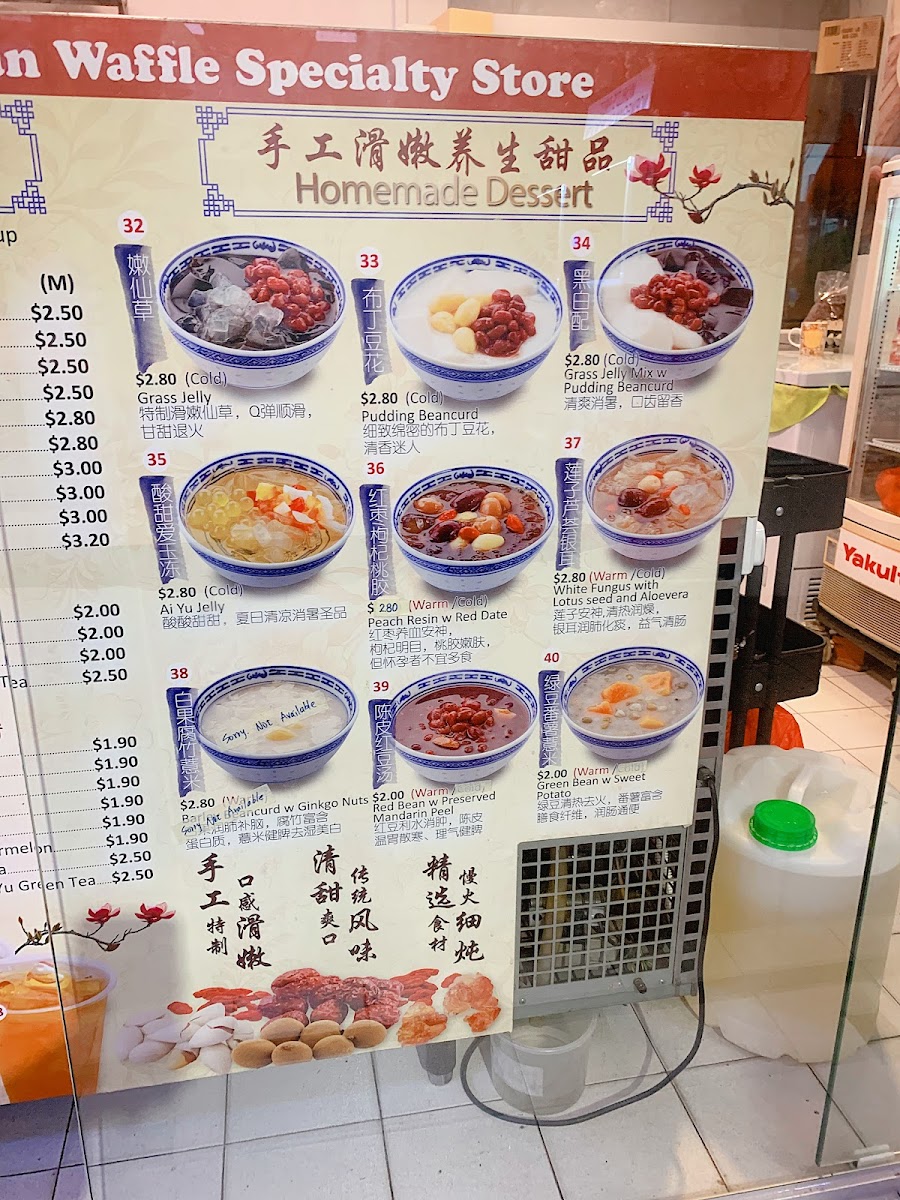 n Waffle Specialty Store
手工滑嫩养生甜品
Homemade Dessert
up
(M)
$2.50
$2.50
$2.50
$2.50
$2.80
$2.80
$3.00
$3.00
$3.00
$3.20
$2.00
$2.00
$2.00
Tea $2.50
$1.90
$1.90
$1.90
$1.90
$1.90
ermelon $1.90
$2.50
Yu Green Tea $2.50
32
嫩仙草
$2.80 (Cold)
Grass Jelly
特制滑嫩仙草，Q弹顺滑，
甘甜退火
33
布丁豆花
$2.80 (Cold)
Pudding Beancurd
细致绵密的布丁豆花，
清香迷人
34
黑白配
$2.80 (Cold)
Grass Jelly Mix w
Pudding Beancurd
清爽消暑，口齿留香
35
酸甜爱玉冻
$2.80 (Cold)
Ai Yu Jelly
酸酸甜甜，夏日清凉消暑圣品
36
红枣枸杞桃胶
$ 2.80 (Warm /Cold)
Peach Resin w Red Date
红枣养血安神，
枸杞明目，桃胶嫩肤，
但怀孕者不宜多食
37
莲子芦荟银耳
$2.80 (Warm /Cold)
White Fungus with
Lotus seed and Aloevera
莲子安神,清热润燥，
银耳润肺化痰，益气清肠
38
白果腐竹薏米
Sorry. Not Available
$2.80
Beancurd w Ginkgo Nuts
Sorry Not Available
润肺补脑，腐竹富含
蛋白质，薏米健脾去湿美白
39
陈皮红豆汤
$2.00 (Warm /Cold)
Red Bean w Preserved
Mandarin Peel
红豆利水消肿，陈皮
温胃散寒、理气健脾
40
绿豆番薯薏米
$2.00 (Warm /Cold)
Green Bean w Sweet
Potato
绿豆清热去火，番薯富含
膳食纤维，润肠通便
手工特制
口感滑嫩
清甜爽口
传统风味
精选食材
慢火细炖
Yakul